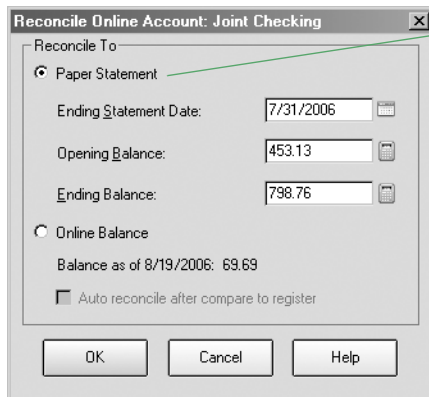 Reconcile Online Account: Joint Checking
Reconcile To
Paper Statement
Ending Statement Date: 7/31/2006
Opening Balance: 453.13
Ending Balance: 798.76
Online Balance
Balance as of 8/19/2006: 69.69
Auto reconcile after compare to register
OK Cancel Help